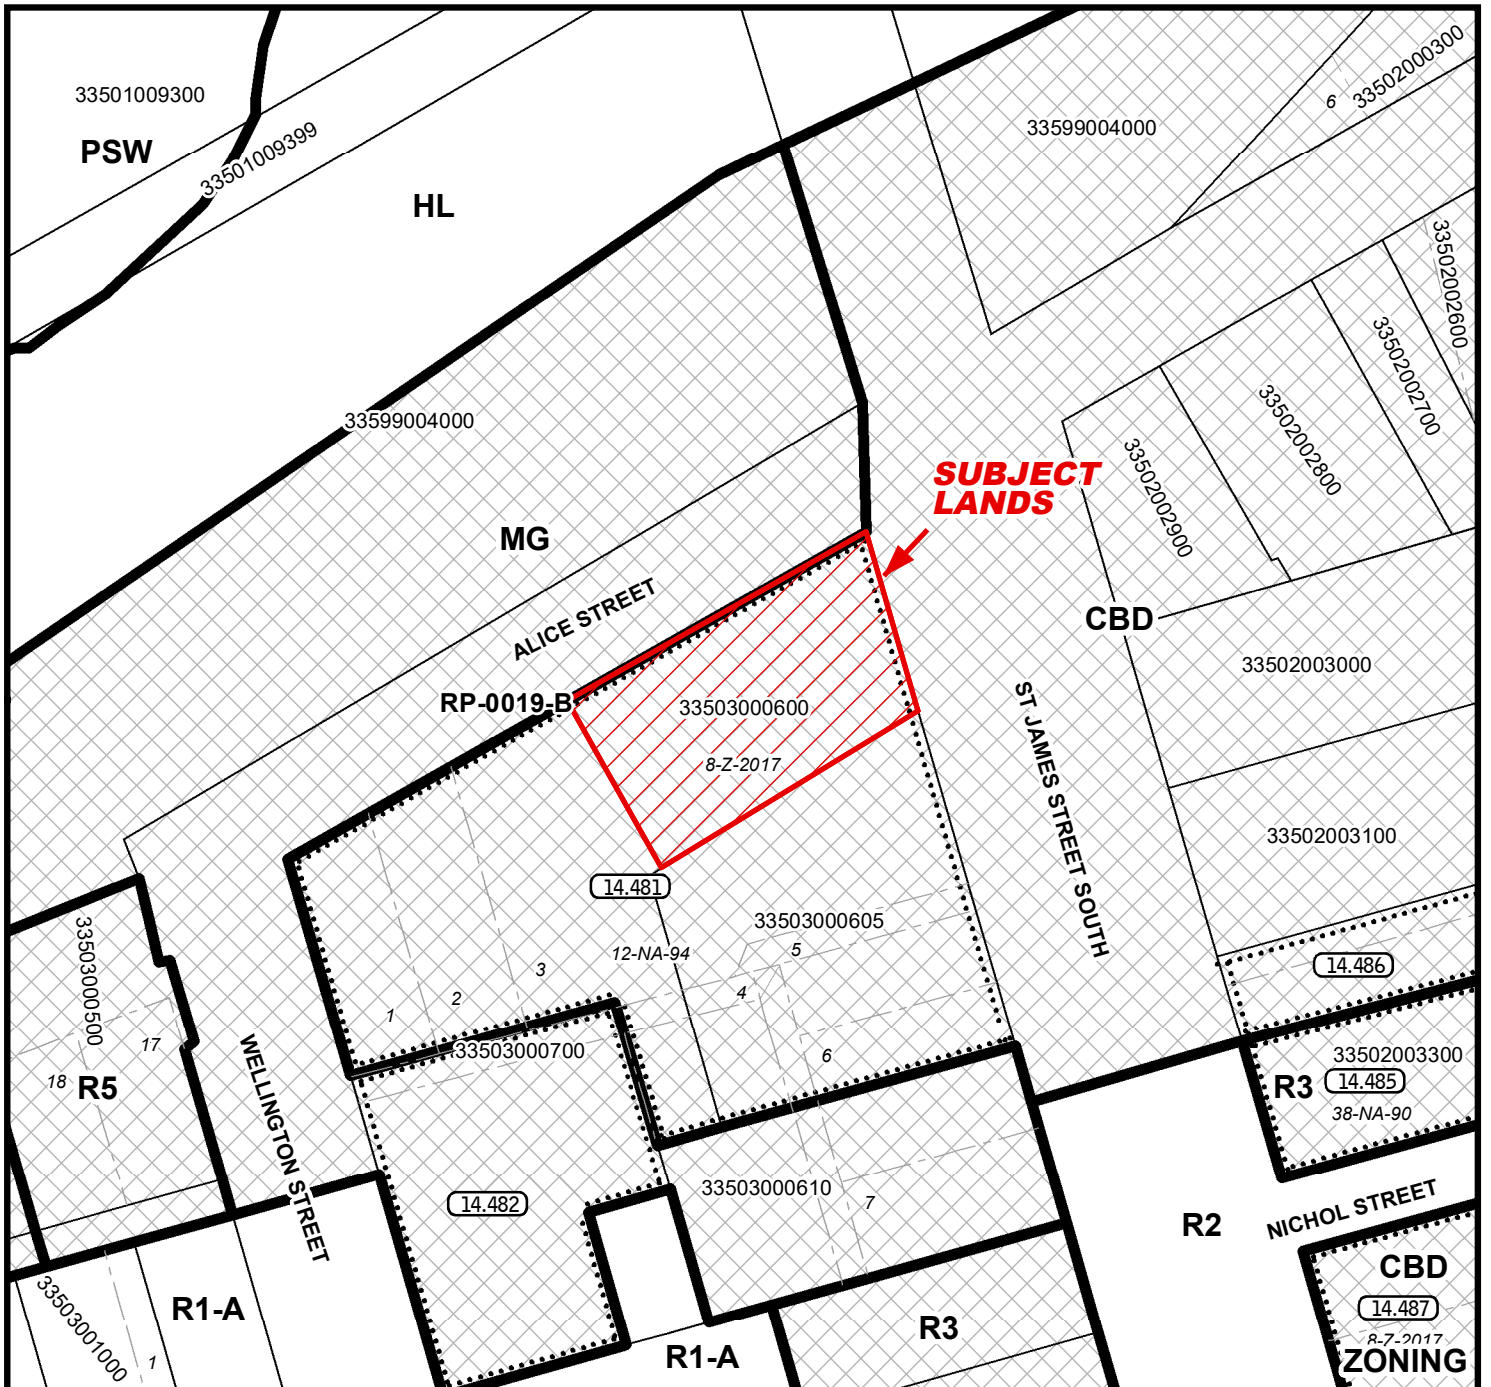 33501009300
PSW
33501009399
HL
33599004000
6
33502000300
33502002600
33502002700
33502002800
33502002900
33599004000
MG
SUBJECT
LANDS
ALICE STREET
RP-0019-B
33503000600
8-Z-2017
CBD
33502003000
ST JAMES STREET SOUTH
33502003100
14.481
33503000605
12-NA-94
5
4
3
2
1
6
14.486
33503000500
17
18
R5
WELLINGTON STREET
33503000700
33502003300
R3
14.485
38-NA-90
14.482
33503000610
7
R2
NICHOL STREET
CBD
14.487
8-Z-2017
ZONING
33503001000
1
R1-A
R1-A
R3